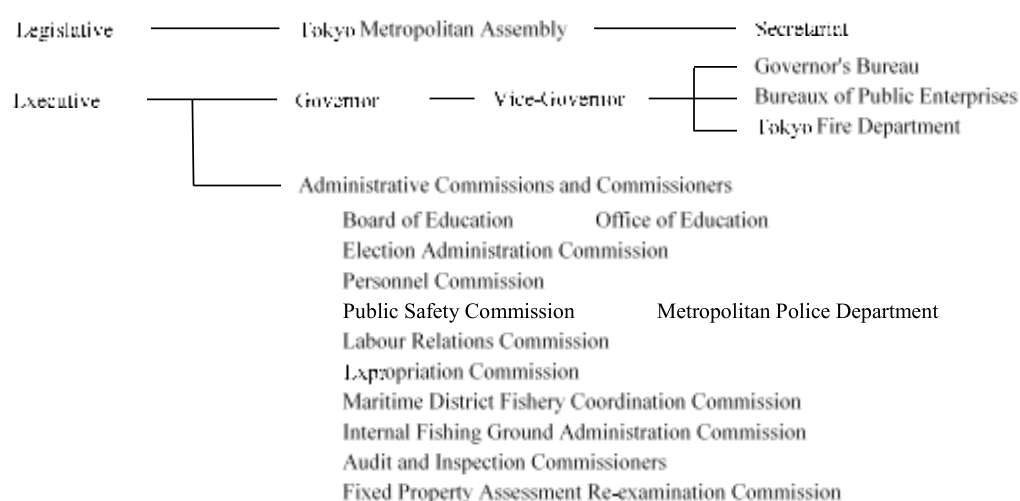 Legislative Tokyo Metropolitan Assembly Secretariat
Governor's Bureau
Executive Governor Vice-Governor Bureaux of Public Enterprises
Tokyo Fire Department
Administrative Commissions and Commissioners
Board of Education Office of Education
Election Administration Commission
Personnel Commission
Public Safety Commission Metropolitan Police Department
Labour Relations Commission
Expropriation Commission
Maritime District Fishery Coordination Commission
Internal Fishing Ground Administration Commission
Audit and Inspection Commissioners
Fixed Property Assessment Re-examination Commission